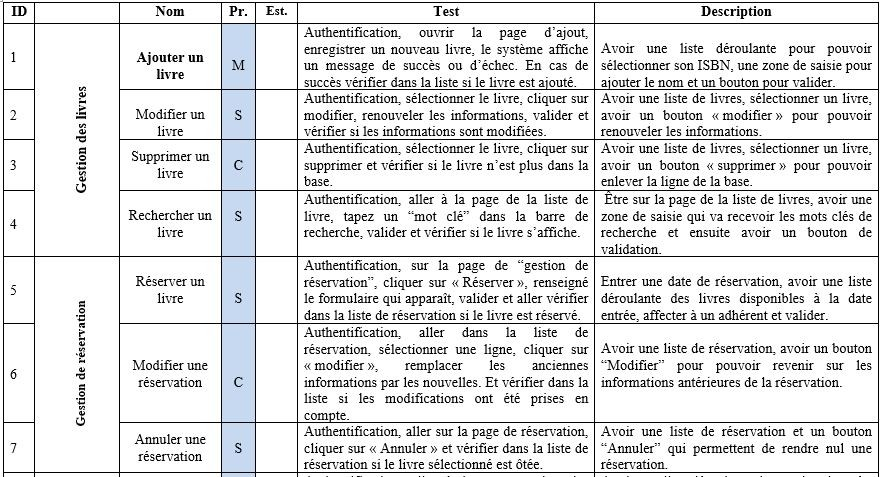 ID Nom Pr. Est. Test Description
Gestion des livres
1
Ajouter un
livre
M
Authentification, ouvrir la page d’ajout,
enregistrer un nouveau livre, le système affiche
un message de succès ou d’échec. En cas de
succès vérifier dans la liste si le livre est ajouté.
Avoir une liste déroulante pour pouvoir
sélectionner son ISBN, une zone de saisie pour
ajouter le nom et un bouton pour valider.
2
Modifier un
livre
S
Authentification, sélectionner le livre, cliquer sur
modifier, renouveler les informations, valider et
vérifier si les informations sont modifiées.
Avoir une liste de livres, sélectionner un livre,
avoir un bouton « modifier » pour pouvoir
renouveler les informations.
3
Supprimer un
livre
C
Authentification, sélectionner le livre, cliquer sur
supprimer et vérifier si le livre n’est plus dans la
base.
Avoir une liste de livres, sélectionner un livre,
avoir un bouton « supprimer » pour pouvoir
enlever la ligne de la base.
4
Rechercher un
livre
S
Authentification, aller à la page de la liste de
livre, tapez un “mot clé” dans la barre de
recherche, valider et vérifier si le livre s’affiche.
Être sur la page de la liste de livres, avoir une
zone de saisie qui va recevoir les mots clés de
recherche et ensuite avoir un bouton de
validation.
Gestion de réservation
5
Réserver un
livre
S
Authentification, sur la page de “gestion de
réservation”, cliquer sur « Réserver », renseigné
le formulaire qui apparaît, valider et aller vérifier
dans la liste de réservation si le livre est réservé.
Entrer une date de réservation, avoir une liste
déroulante des livres disponibles à la date
entrée, affecter à un adhérent et valider.
6
Modifier une
réservation
C
Authentification, aller dans la liste de
réservation, sélectionner une ligne, cliquer sur
« modifier », remplacer les anciennes
informations par les nouvelles. Et vérifier dans la
liste si les modifications ont été prises en
compte.
Avoir une liste de réservation, avoir un bouton
“Modifier” pour pouvoir revenir sur les
informations antérieures de la réservation.
7
Annuler une
réservation
S
Authentification, aller sur la page de réservation,
cliquer sur « Annuler » et vérifier dans la liste de
réservation si le livre sélectionné est ôtée.
Avoir une liste de réservation et un bouton
“Annuler” qui permettent de rendre nul une
réservation.